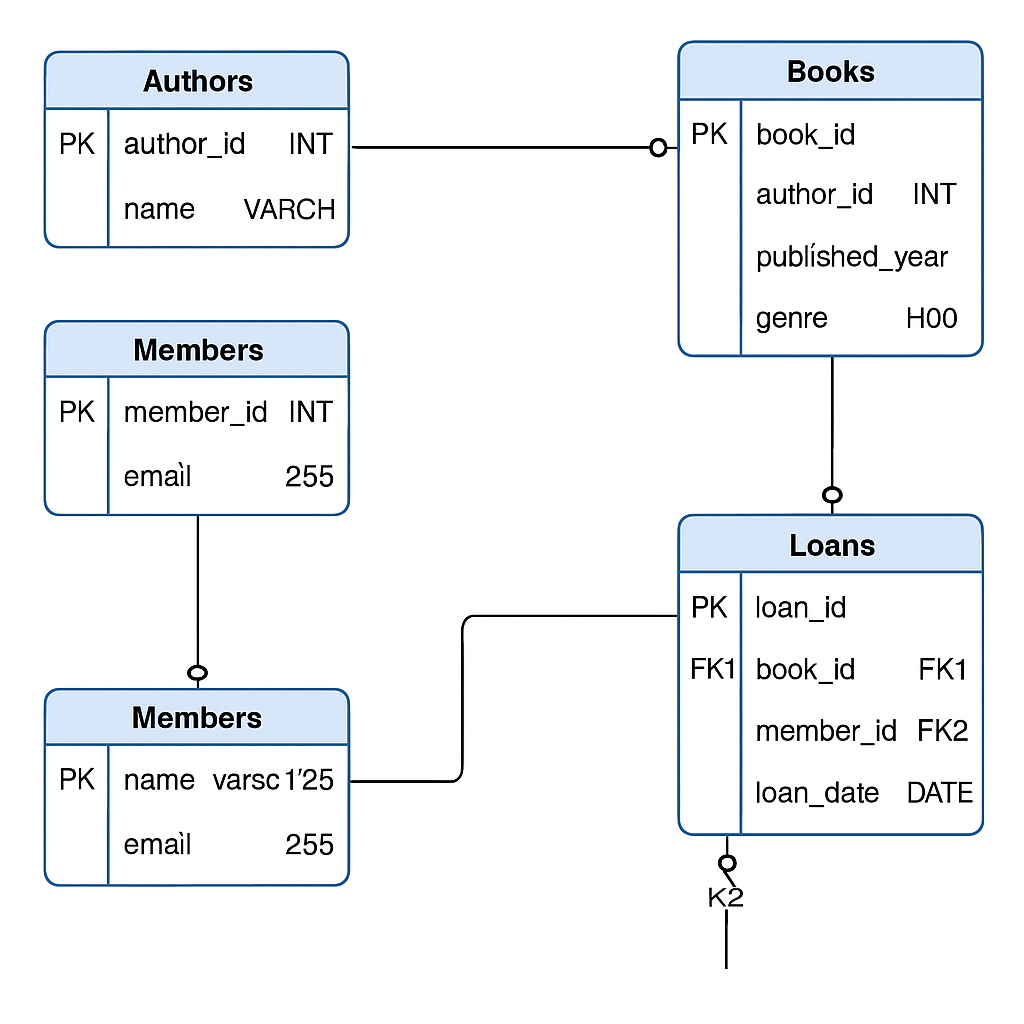 Authors
PK author_id INT
name VARCH
Books
PK book_id
author_id INT
publíshed_year
genre H00
Members
PK member_id INT
emaìl 255
Members
PK name varsc 1'25
emaìl 255
Loans
PK loan_id
FK1 book_id FK1
member_id FK2
loan_date DATE
K2